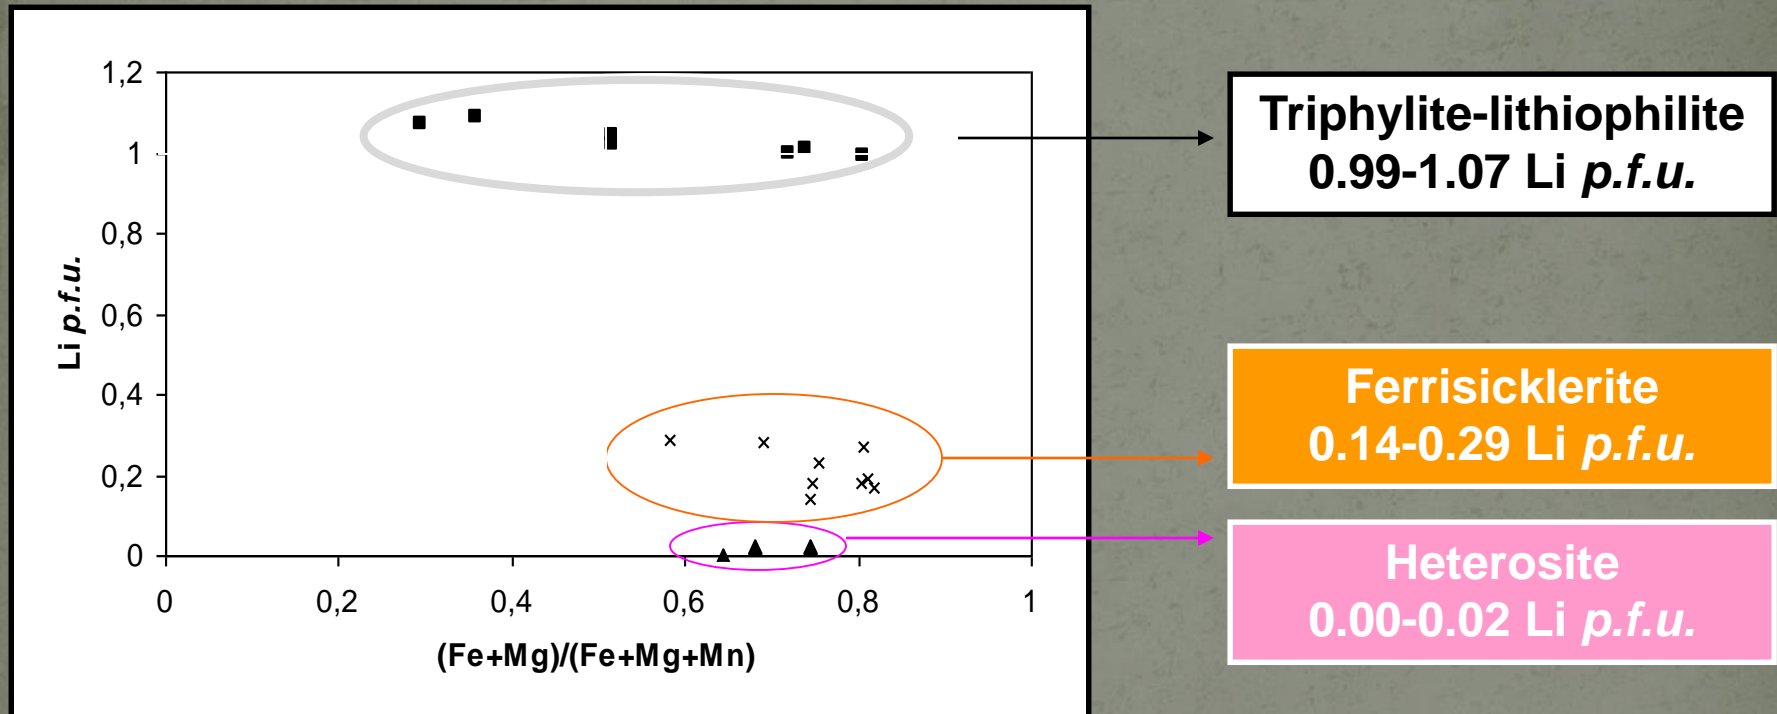 1,2
1
0,8
0,6
0,4
0,2
0
Li p.f.u.
0
0,2
0,4
0,6
0,8
1
(Fe+Mg)/(Fe+Mg+Mn)
Triphylite-lithiophilite
0.99-1.07 Li p.f.u.
Ferrisicklerite
0.14-0.29 Li p.f.u.
Heterosite
0.00-0.02 Li p.f.u.